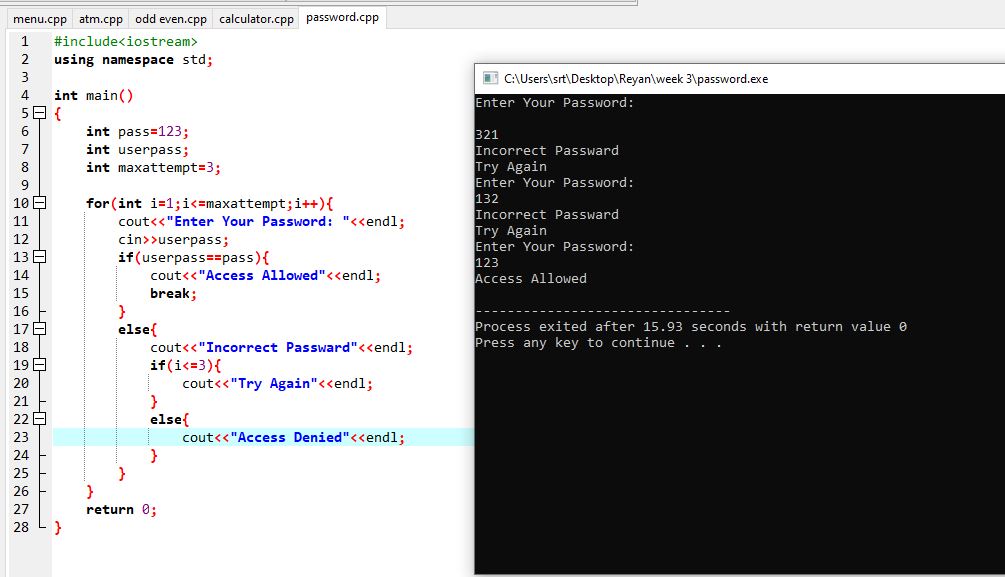 menu.cpp atm.cpp odd even.cpp calculator.cpp password.cpp
1 #include<iostream>
2 using namespace std;
3
4 int main()
5 {
6 int pass=123;
7 int userpass;
8 int maxattempt=3;
9
10 for(int i=1;i<=maxattempt;i++){
11 cout<<"Enter Your Password: "<<endl;
12 cin>>userpass;
13 if(userpass==pass){
14 cout<<"Access Allowed"<<endl;
15 break;
16 }
17 else{
18 cout<<"Incorrect Passward"<<endl;
19 if(i<=3){
20 cout<<"Try Again"<<endl;
21 }
22 else{
23 cout<<"Access Denied"<<endl;
24 }
25 }
26 }
27 return 0;
28 }
C:\Users\srt\Desktop\Reyan\week 3\password.exe
Enter Your Password:
321
Incorrect Passward
Try Again
Enter Your Password:
132
Incorrect Passward
Try Again
Enter Your Password:
123
Access Allowed
--------------------------------
Process exited after 15.93 seconds with return value 0
Press any key to continue . . .